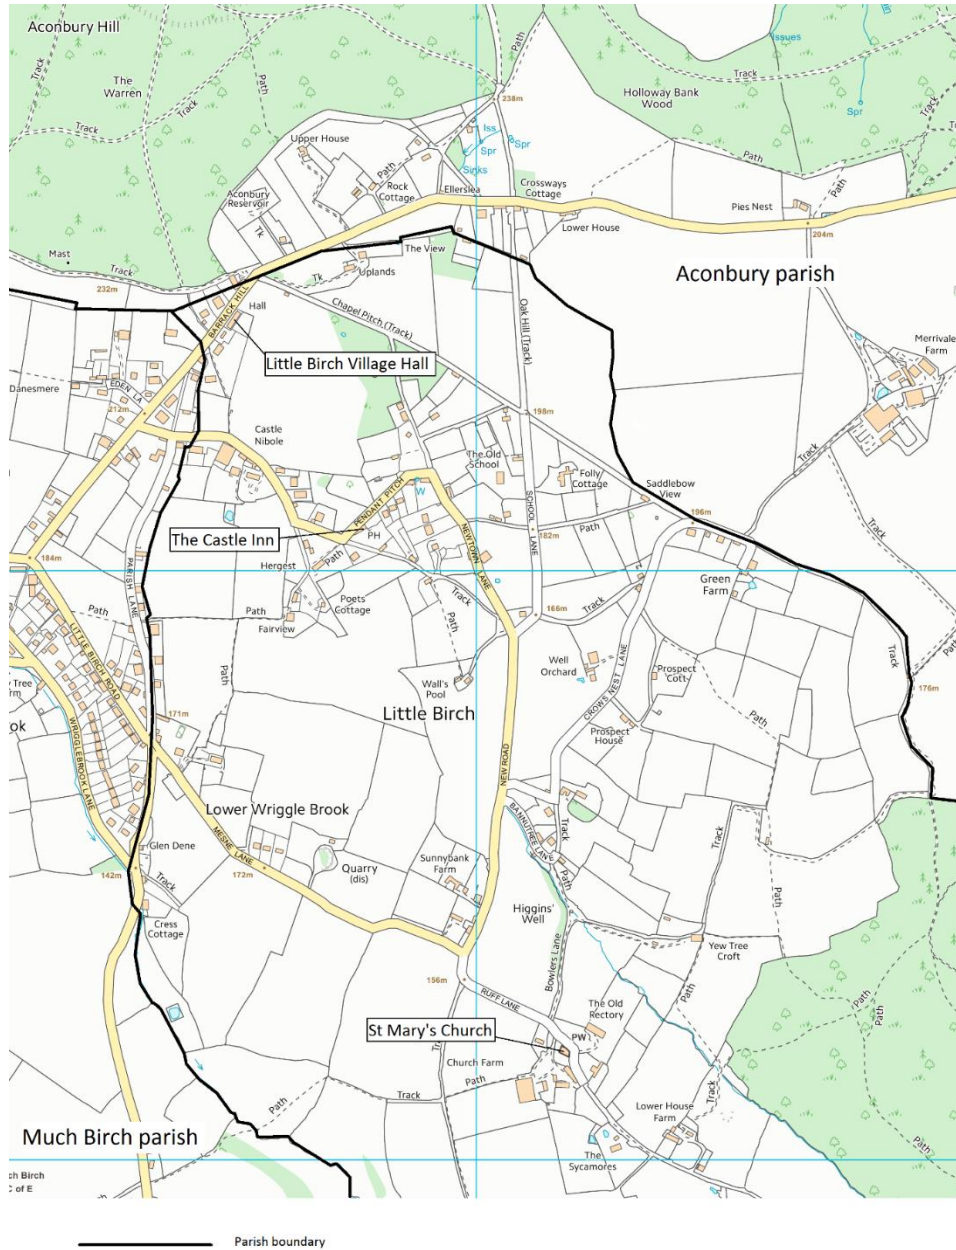 Aconbury Hill
The
Warren
Track
Path
Track
Track
Track
Path
238m
Issues
Track
Holloway Bank
Wood
Spr
Track
Upper House
Iss
Spr
Spr
Sinks
Path
Rock
Cottage
Ellerslea
Crossways
Cottage
Path
Path
Aconbury
Reservoir
Tk
Pies Nest
Lower House
204m
Mast
Track
232m
The View
Tk
Uplands
Aconbury parish
BARRACK HILL
Hall
Chapel Pitch (Track)
Oak Hill (Track)
Little Birch Village Hall
Merrivale
Farm
Danesmere
EDEN LA
212m
198m
Castle
Nibole
The Old
School
Folly
Cottage
Saddlebow
View
Track
PENDANT PITCH
W
196m
The Castle Inn
PH
NEWTOWN LANE
SCHOOL LANE
Path
182m
Track
184m
Hergest
Path
Green
Farm
PARISH LANE
Poets
Cottage
Track
166m
Track
Path
Path
Fairview
LITTLE BIRCH ROAD
Path
Path
Well
Orchard
CROWS NEST LANE
Prospect
Cott
Track
Path
176m
Wall's
Pool
171m
Little Birch
Path
Prospect
House
WRIGGLEBROOK LANE
NEW ROAD
Lower Wriggle Brook
BANNUTREE LANE
Track
Track
Glen Dene
MESNE LANE
172m
Quarry
(dis)
Sunnybank
Farm
Path
Path
142m
Track
Cress
Cottage
Higgins'
Well
Yew Tree
Croft
Bowlers Lane
Path
Path
Path
156m
RUFF LANE
The Old
Rectory
St Mary's Church
PW
Church Farm
Path
Track
Track
Path
Lower House
Farm
Path
Much Birch parish
The
Sycamores
ch Birch
C of E
Parish boundary